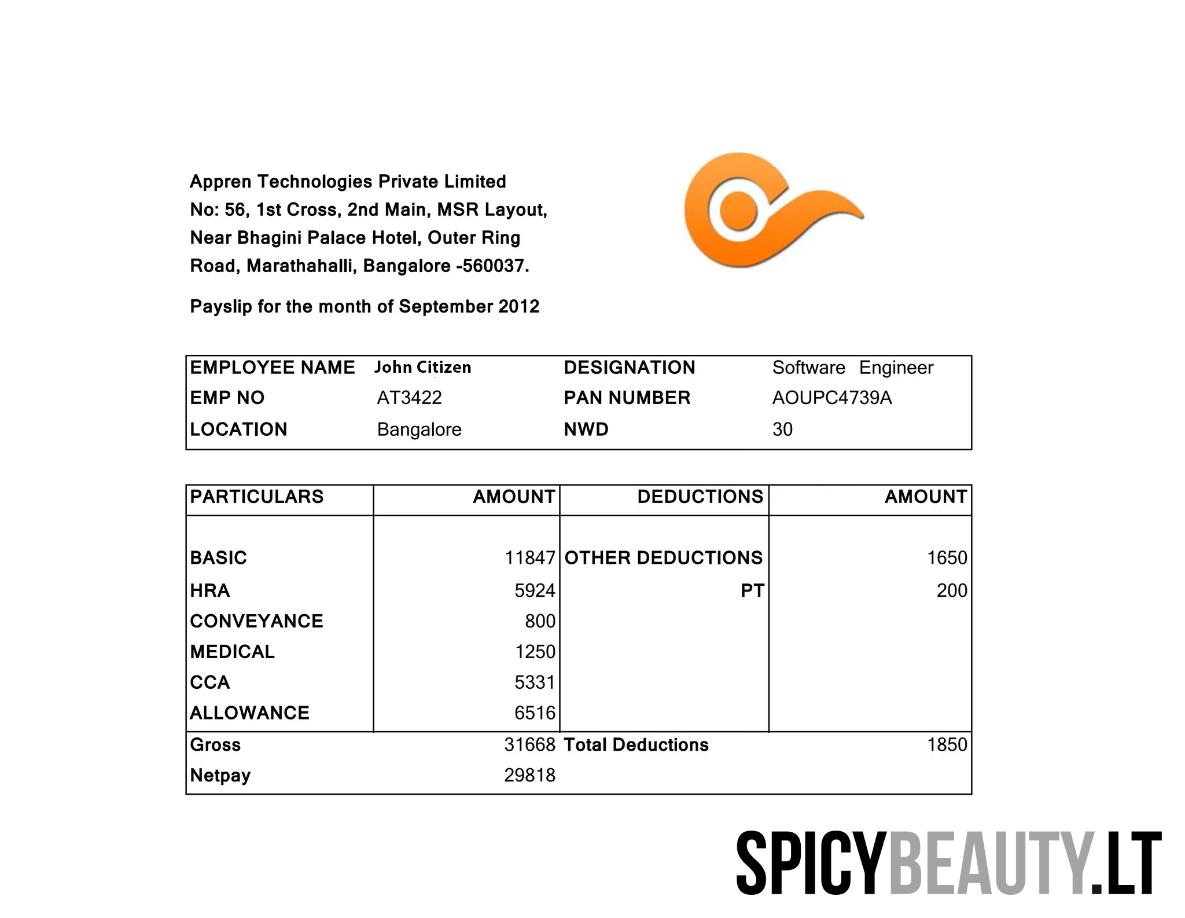 Appren Technologies Private Limited
No: 56, 1st Cross, 2nd Main, MSR Layout,
Near Bhagini Palace Hotel, Outer Ring
Road, Marathahalli, Bangalore -560037.
Payslip for the month of September 2012
EMPLOYEE NAME John Citizen DESIGNATION Software Engineer
EMP NO AT3422 PAN NUMBER AOUPC4739A
LOCATION Bangalore NWD 30
PARTICULARS AMOUNT DEDUCTIONS AMOUNT
BASIC 11847 OTHER DEDUCTIONS 1650
HRA 5924 PT 200
CONVEYANCE 800
MEDICAL 1250
CCA 5331
ALLOWANCE 6516
Gross 31668 Total Deductions 1850
Netpay 29818
SPICYBEAUTY.LT